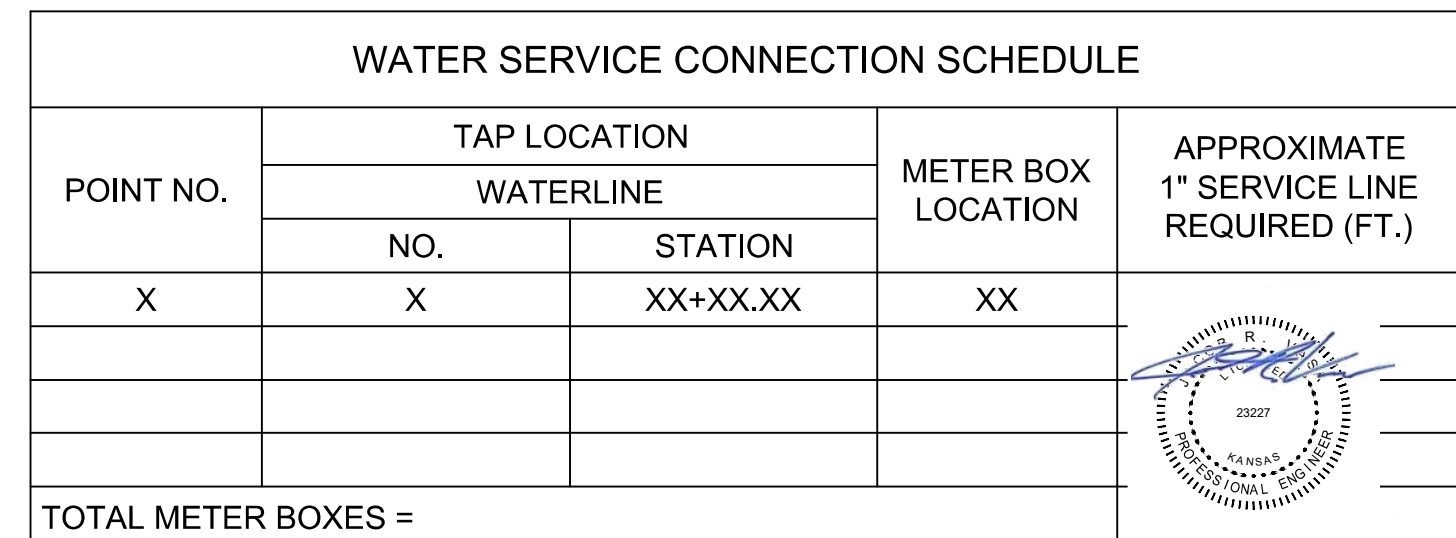 WATER SERVICE CONNECTION SCHEDULE
POINT NO.
TAP LOCATION
WATERLINE
NO.
STATION
METER BOX
LOCATION
APPROXIMATE
1" SERVICE LINE
REQUIRED (FT.)
X X XX+XX.XX XX
R.
LICENSED
23227
KANSAS
PROFESSIONAL ENGINEER
TOTAL METER BOXES =